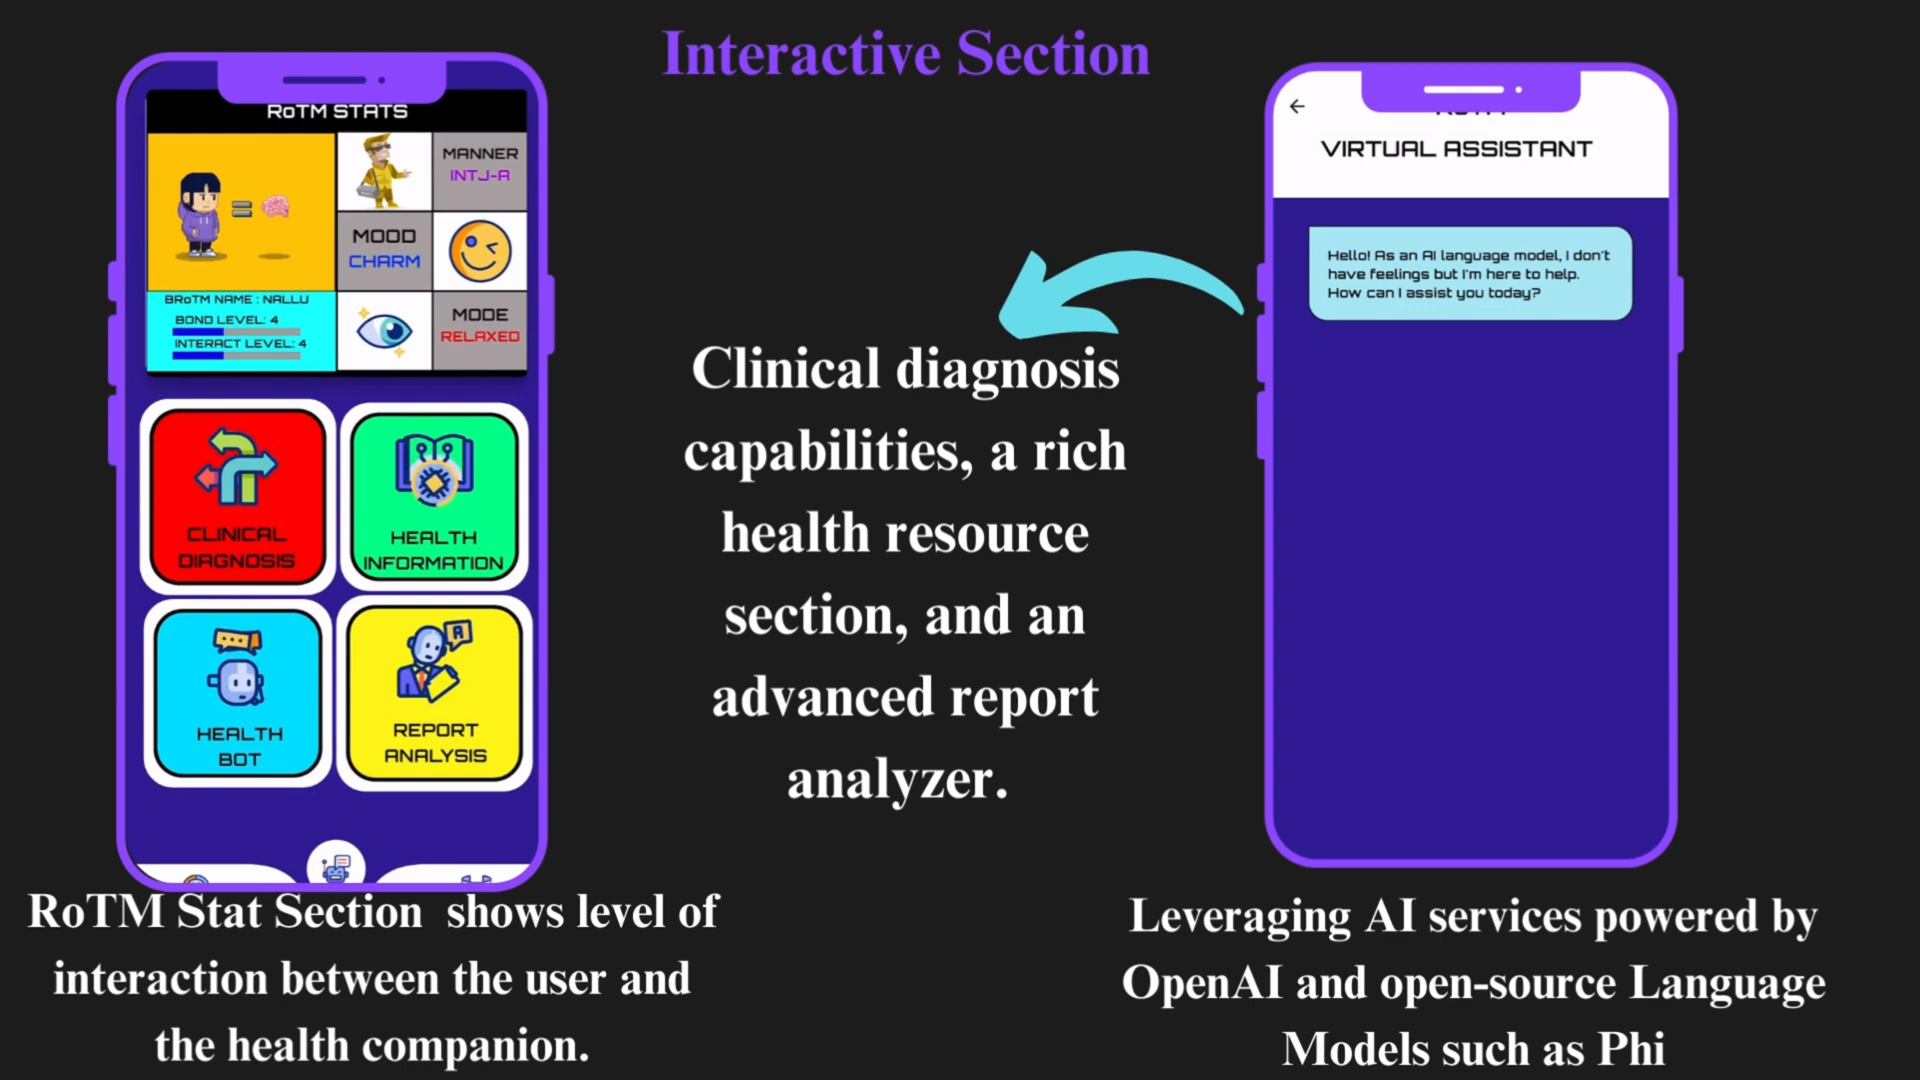 Interactive Section
RoTM STATS
MANNER
INTJ-A
MOOD
CHARM
BRoTM NAME : NALLU
BOND LEVEL: 4
INTERACT LEVEL: 4
MODE
RELAXED
CLINICAL
DIAGNOSIS
HEALTH
INFORMATION
HEALTH
BOT
A
REPORT
ANALYSIS
RoTM Stat Section shows level of
interaction between the user and
the health companion.
Clinical diagnosis
capabilities, a rich
health resource
section, and an
advanced report
analyzer.
VIRTUAL ASSISTANT
Hello! As an AI language model, I don't
have feelings but I'm here to help.
How can I assist you today?
Leveraging AI services powered by
OpenAI and open-source Language
Models such as Phi